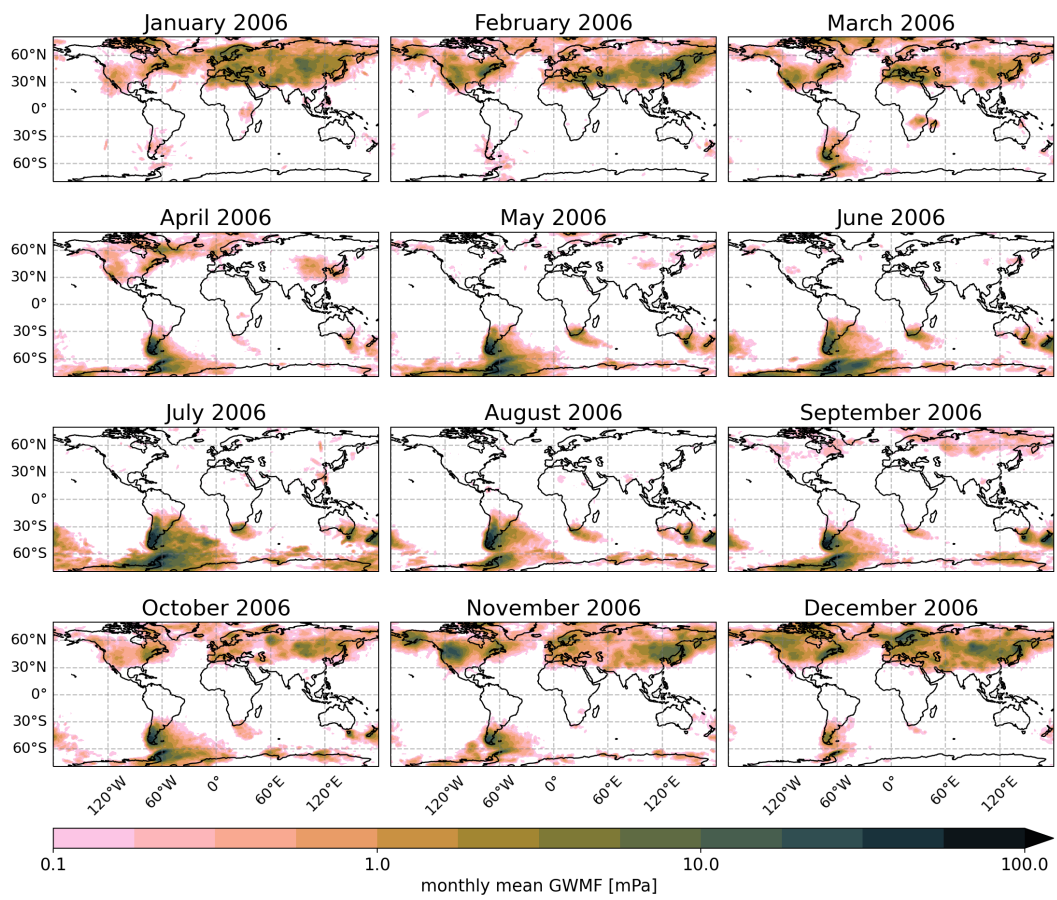 January 2006
February 2006
March 2006
60°N
30°N
0°
30°S
60°S
April 2006
May 2006
June 2006
60°N
30°N
0°
30°S
60°S
July 2006
August 2006
September 2006
60°N
30°N
0°
30°S
60°S
October 2006
November 2006
December 2006
60°N
30°N
0°
30°S
60°S
120°W
60°W
0°
60°E
120°E
120°W
60°W
0°
60°E
120°E
120°W
60°W
0°
60°E
120°E
0.1
1.0
10.0
100.0
monthly mean GWMF [mPa]